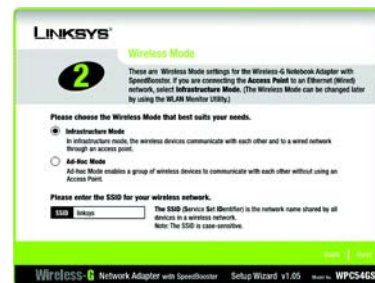 LINKSYS®
Wireless Mode
2
These are Wireless Mode settings for the Wireless-G Notebook Adapter with
SpeedBooster. If you are connecting the Access Point to an Ethernet (Wired)
network, select Infrastructure Mode. (The Wireless Mode can be changed later
by using the WLAN Monitor Utility.)
Please choose the Wireless Mode that best suits your needs.
Infrastructure Mode
In infrastructure mode, the wireless devices communicate with each other and to a wired network
through an access point.
Ad-Hoc Mode
Ad-hoc Mode enables a group of wireless devices to communicate with each other without using an
Access Point.
Please enter the SSID for your wireless network.
SSID linksys
The SSID (Service Set IDentifier) is the network name shared by all
devices in a wireless network.
Note: The SSID is case-sensitive.
Wireless-G Network Adapter with SpeedBooster Setup Wizard v1.05 WPC54GS